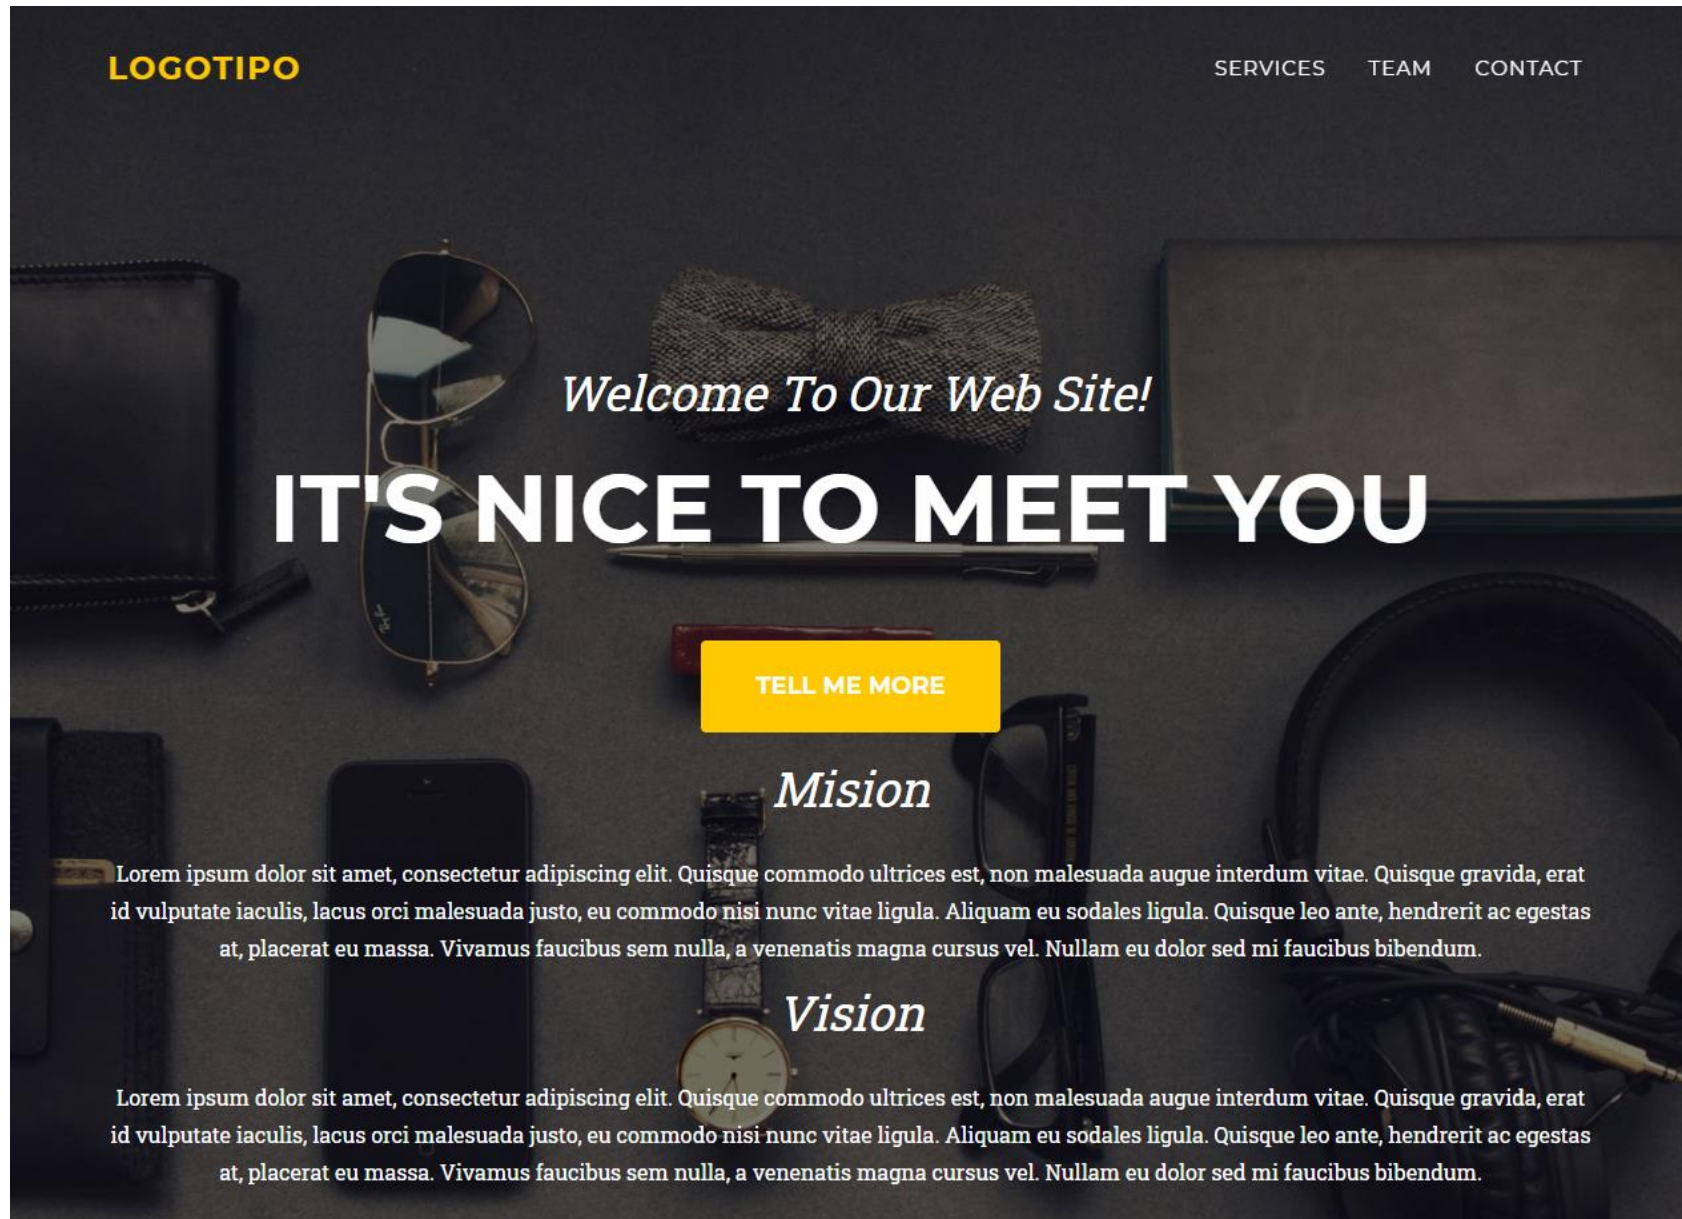 LOGOTIPO
SERVICES TEAM CONTACT
Welcome To Our Web Site!
IT'S NICE TO MEET YOU
TELL ME MORE
Mision
Lorem ipsum dolor sit amet, consectetur adipiscing elit. Quisque commodo ultrices est, non malesuada augue interdum vitae. Quisque gravida, erat
id vulputate iaculis, lacus orci malesuada justo, eu commodo nisi nunc vitae ligula. Aliquam eu sodales ligula. Quisque leo ante, hendrerit ac egestas
at, placerat eu massa. Vivamus faucibus sem nulla, a venenatis magna cursus vel. Nullam eu dolor sed mi faucibus bibendum.
Vision
Lorem ipsum dolor sit amet, consectetur adipiscing elit. Quisque commodo ultrices est, non malesuada augue interdum vitae. Quisque gravida, erat
id vulputate iaculis, lacus orci malesuada justo, eu commodo nisi nunc vitae ligula. Aliquam eu sodales ligula. Quisque leo ante, hendrerit ac egestas
at, placerat eu massa. Vivamus faucibus sem nulla, a venenatis magna cursus vel. Nullam eu dolor sed mi faucibus bibendum.